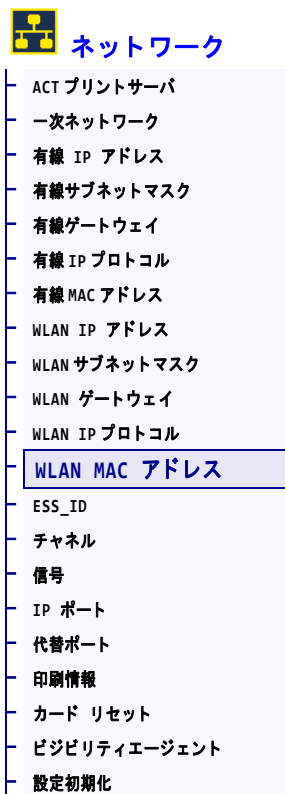 ネットワーク
ACT プリントサーバ
一次ネットワーク
有線 IP アドレス
有線サブネットマスク
有線ゲートウェイ
有線 IP プロトコル
有線 MAC アドレス
WLAN IP アドレス
WLAN サブネットマスク
WLAN ゲートウェイ
WLAN IP プロトコル
WLAN MAC アドレス
ESS_ID
チャネル
信号
IP ポート
代替ポート
印刷情報
カード リセット
ビジビリティエージェント
設定初期化